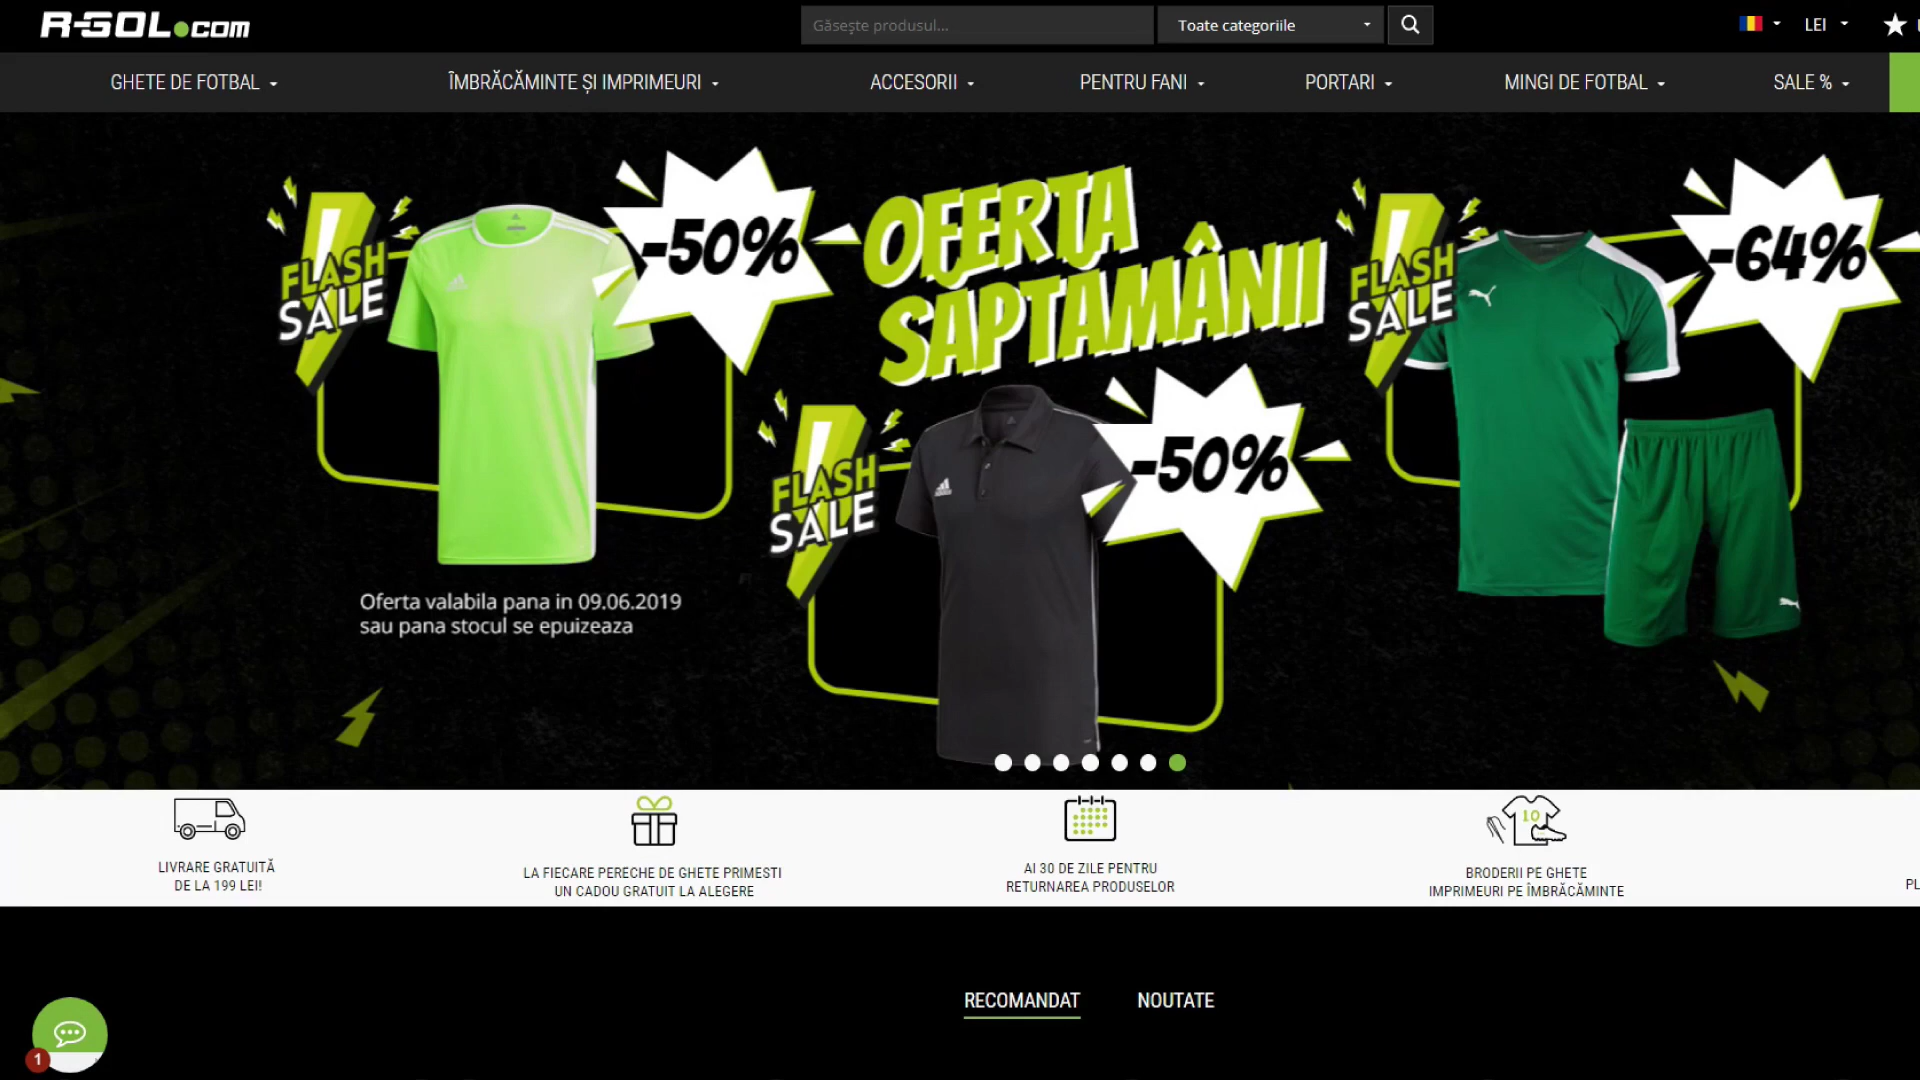 R-GOL.com
Găsește produsul...
Toate categoriile
LEI
GHETE DE FOTBAL
ÎMBRĂCĂMINTE ȘI IMPRIMEURI
ACCESORII
PENTRU FANI
PORTARI
MINGI DE FOTBAL
SALE %
FLASH
SALE
-50%
OFERTA
SAPTAMÂNII
FLASH
SALE
-64%
FLASH
SALE
-50%
Oferta valabila pana in 09.06.2019
sau pana stocul se epuizeaza
LIVRARE GRATUITĂ
DE LA 199 LEI!
LA FIECARE PERECHE DE GHETE PRIMESTI
UN CADOU GRATUIT LA ALEGERE
AI 30 DE ZILE PENTRU
RETURNAREA PRODUSELOR
10
BRODERII PE GHETE
IMPRIMEURI PE ÎMBRĂCĂMINTE
PL
RECOMANDAT
NOUTATE
1